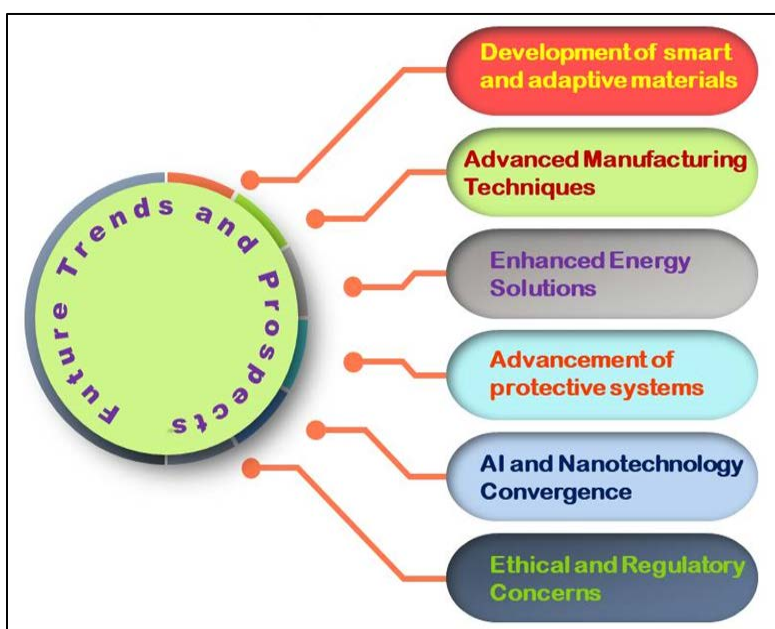 Future Trends and Prospects
Development of smart
and adaptive materials
Advanced Manufacturing
Techniques
Enhanced Energy
Solutions
Advancement of
protective systems
AI and Nanotechnology
Convergence
Ethical and Regulatory
Concerns